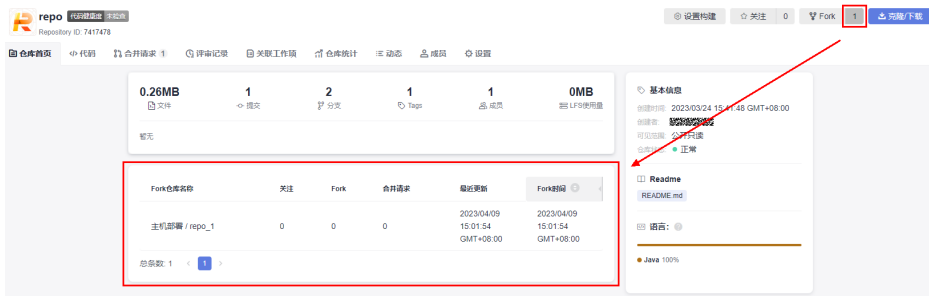 repo 代码健康度 未检查
设置构建 关注 0 Fork 1 克隆/下载
Repository ID: 7417478
仓库首页 代码 合并请求 1 评审记录 关联工作项 仓库统计 动态 成员 设置
0.26MB 1 2 1 1 0MB
文件 提交 分支 Tags 成员 LFS使用量
暂无
基本信息
创建时间: 2023/03/24 15:41:48 GMT+08:00
创建者:
可见范围: 公开只读
仓库状态: 正常
Readme
README.md
语言:
Java 100%
Fork仓库名称 关注 Fork 合并请求 最近更新 Fork时间
主机部署 / repo_1 0 0 0 2023/04/09 15:01:54 GMT+08:00 2023/04/09 15:01:54 GMT+08:00
总条数: 1 < 1 >